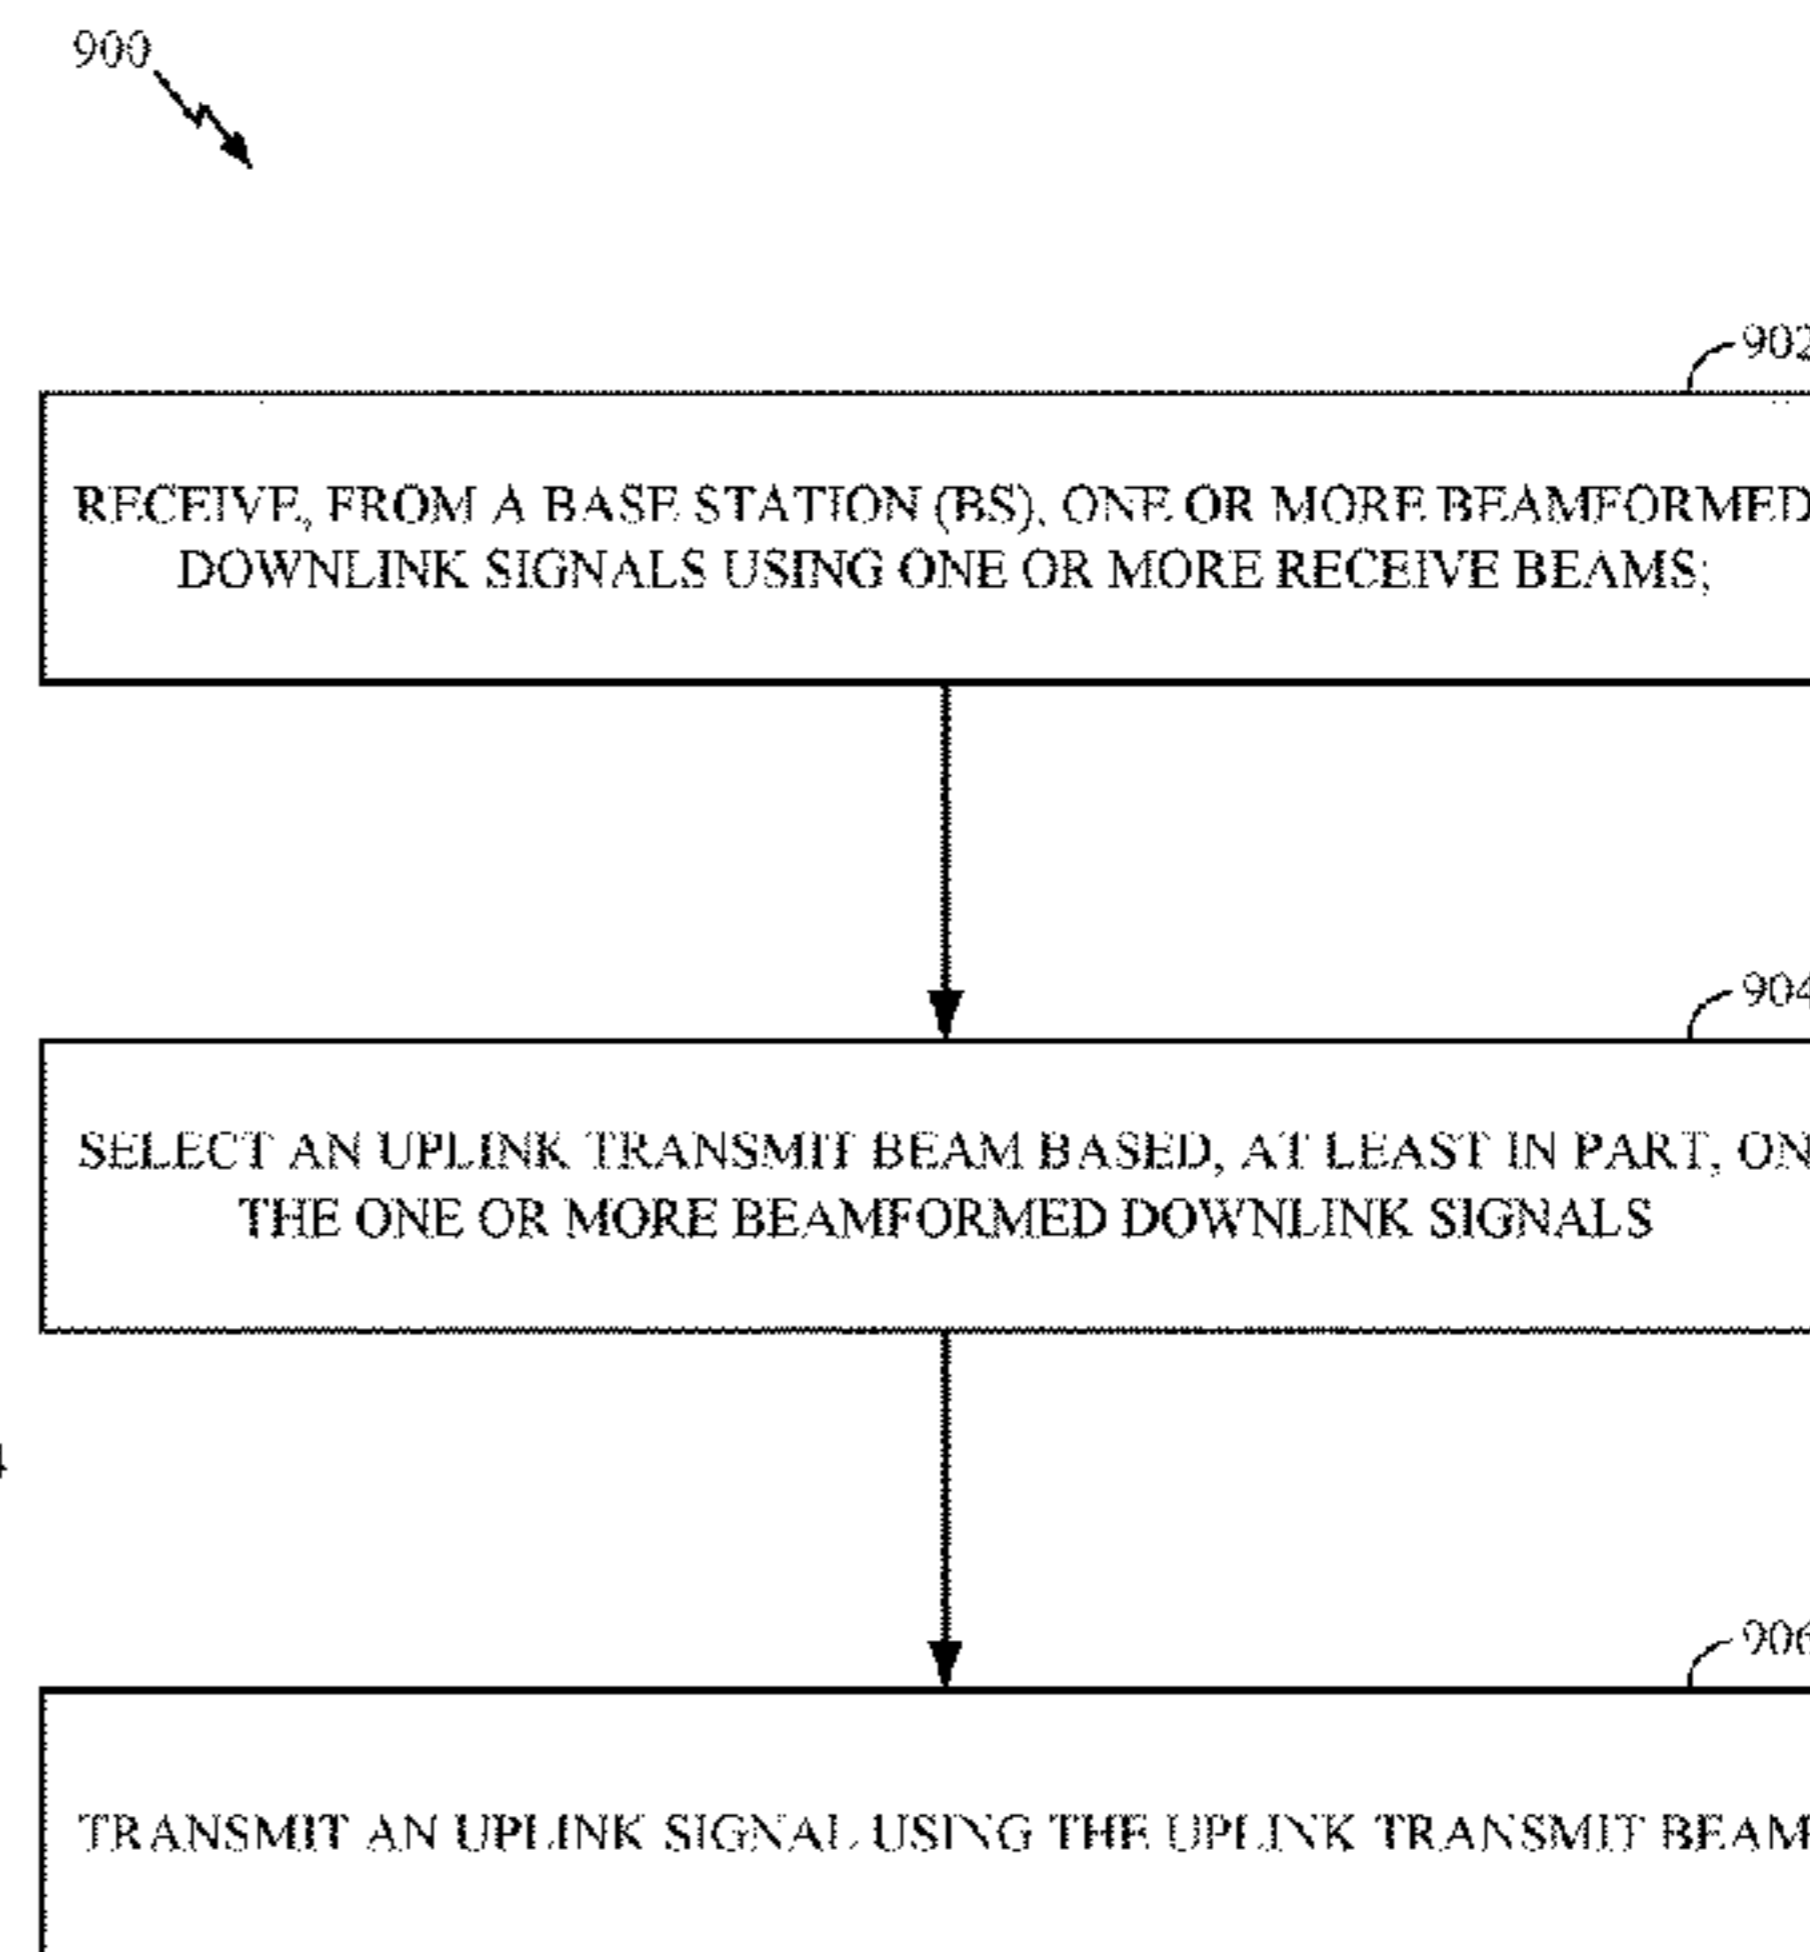 900
902
RECEIVE, FROM A BASE STATION (BS), ONE OR MORE BEAMFORMED
DOWNLINK SIGNALS USING ONE OR MORE RECEIVE BEAMS;
904
SELECT AN UPLINK TRANSMIT BEAM BASED, AT LEAST IN PART, ON
THE ONE OR MORE BEAMFORMED DOWNLINK SIGNALS
906
TRANSMIT AN UPLINK SIGNAL USING THE UPLINK TRANSMIT BEAM